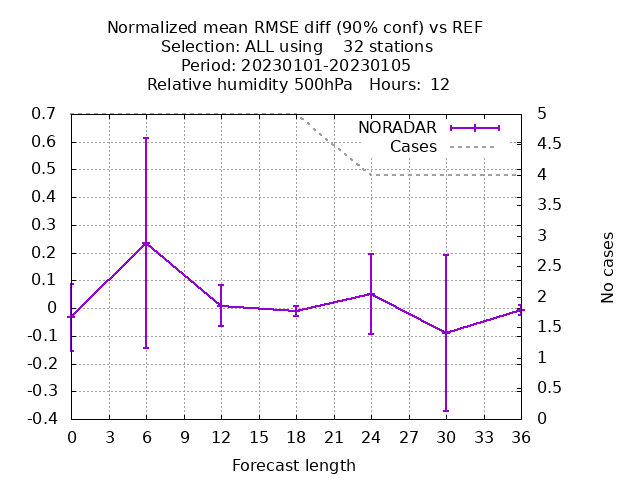 Normalized mean RMSE diff (90% conf) vs REF
Selection: ALL using    32 stations
Period: 20230101-20230105
Relative humidity 500hPa   Hours:  12
NORADAR
Cases
0.7
0.6
0.5
0.4
0.3
0.2
0.1
0
-0.1
-0.2
-0.3
-0.4
5
4.5
4
3.5
3
2.5
2
1.5
1
0.5
0
No cases
0 3 6 9 12 15 18 21 24 27 30 33 36
Forecast length